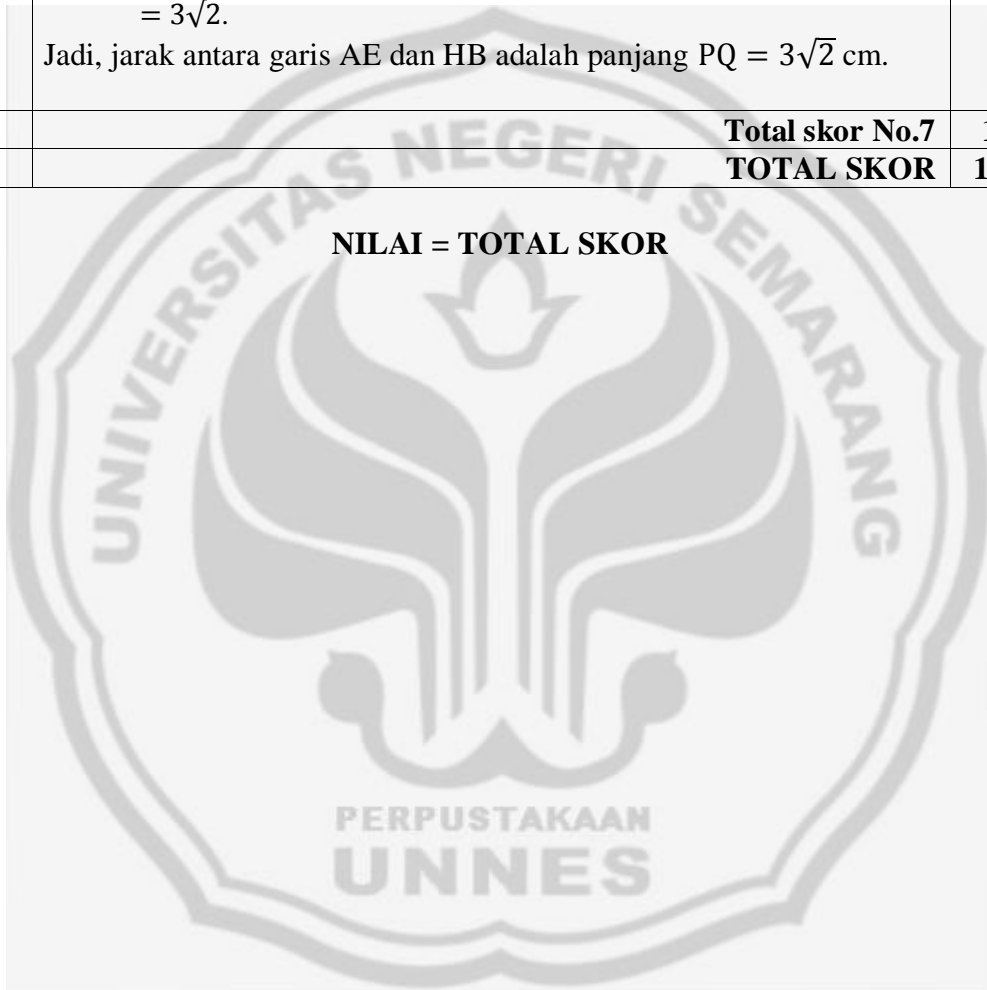 = 3√2.
Jadi, jarak antara garis AE dan HB adalah panjang PQ = 3√2 cm.
Total skor No.7
TOTAL SKOR
NILAI = TOTAL SKOR
UNIVERSITAS NEGERI SEMARANG
PERPUSTAKAAN
UNNES